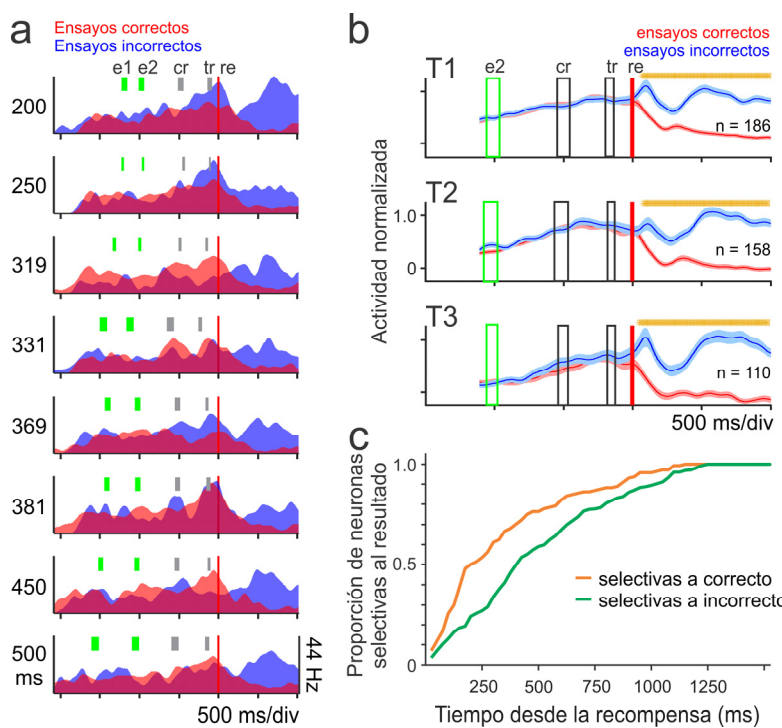 a
Ensayos correctos
Ensayos incorrectos
e1 e2 cr tr re
200
250
319
331
369
381
450
500
ms
44 Hz
500 ms/div
b
ensayos correctos
ensayos incorrectos
e2 cr tr re
T1
n = 186
T2
1.0
0
n = 158
T3
n = 110
Actividad normalizada
500 ms/div
c
Proporción de neuronas
selectivas al resultado
1.0
0.5
0
selectivas a correcto
selectivas a incorrecto
250 500 750 1000 1250
Tiempo desde la recompensa (ms)